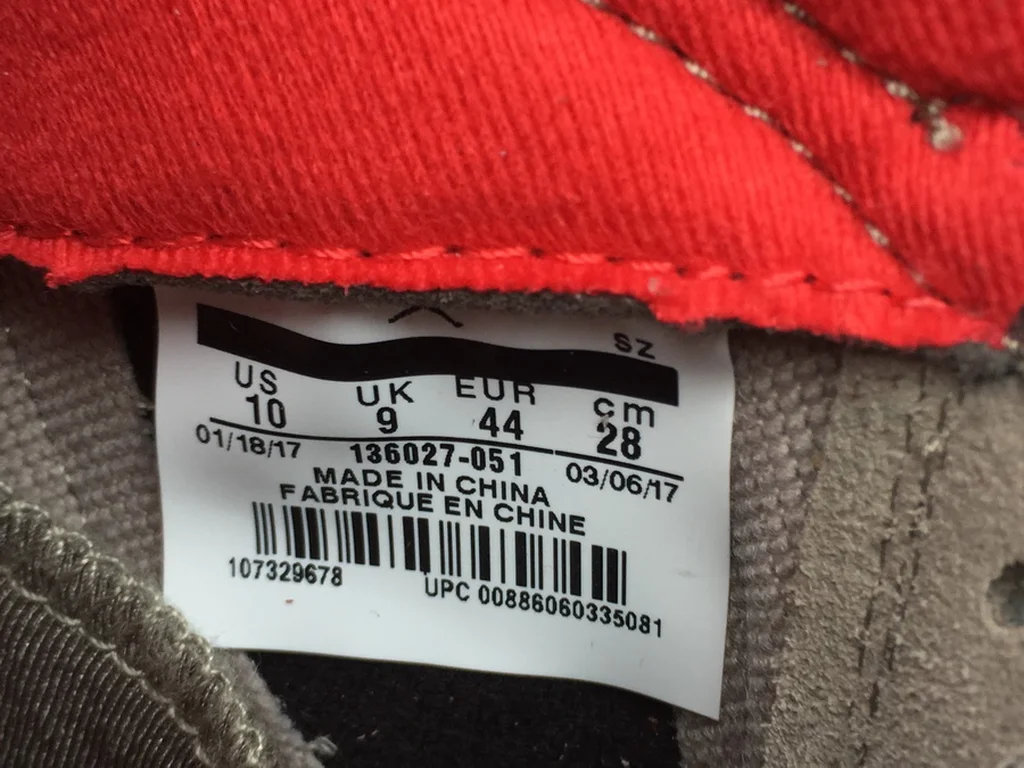 SZ
US UK EUR cm
10 9 44 28
01/18/17 136027-051 03/06/17
MADE IN CHINA
FABRIQUE EN CHINE
107329678 UPC 00886060335081